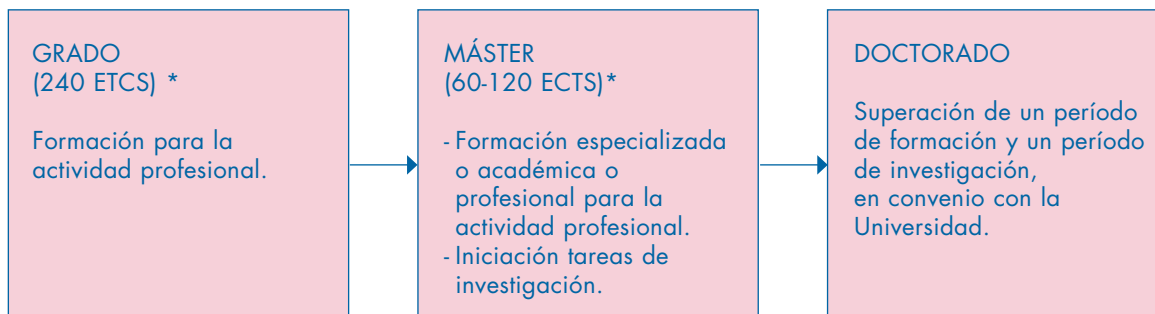 GRADO
(240 ETCS) *
Formación para la
actividad profesional.
MÁSTER
(60-120 ECTS)*
- Formación especializada
o académica o
profesional para la
actividad profesional.
- Iniciación tareas de
investigación.
DOCTORADO
Superación de un período
de formación y un período
de investigación,
en convenio con la
Universidad.